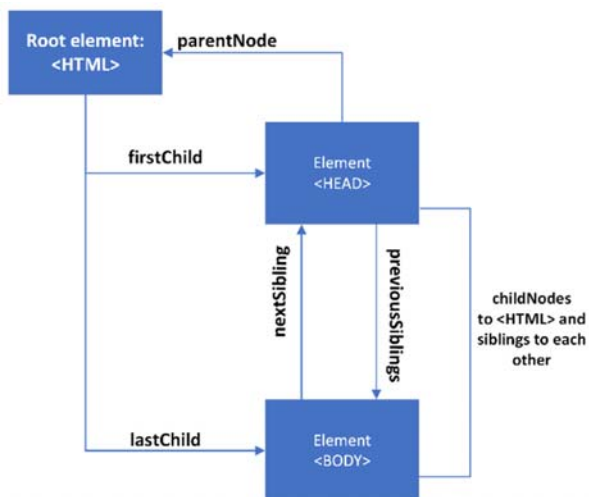 Root element:
<HTML>
parentNode
firstChild
Element
<HEAD>
nextSibling
previousSiblings
childNodes
to <HTML> and
siblings to each
other
lastChild
Element
<BODY>